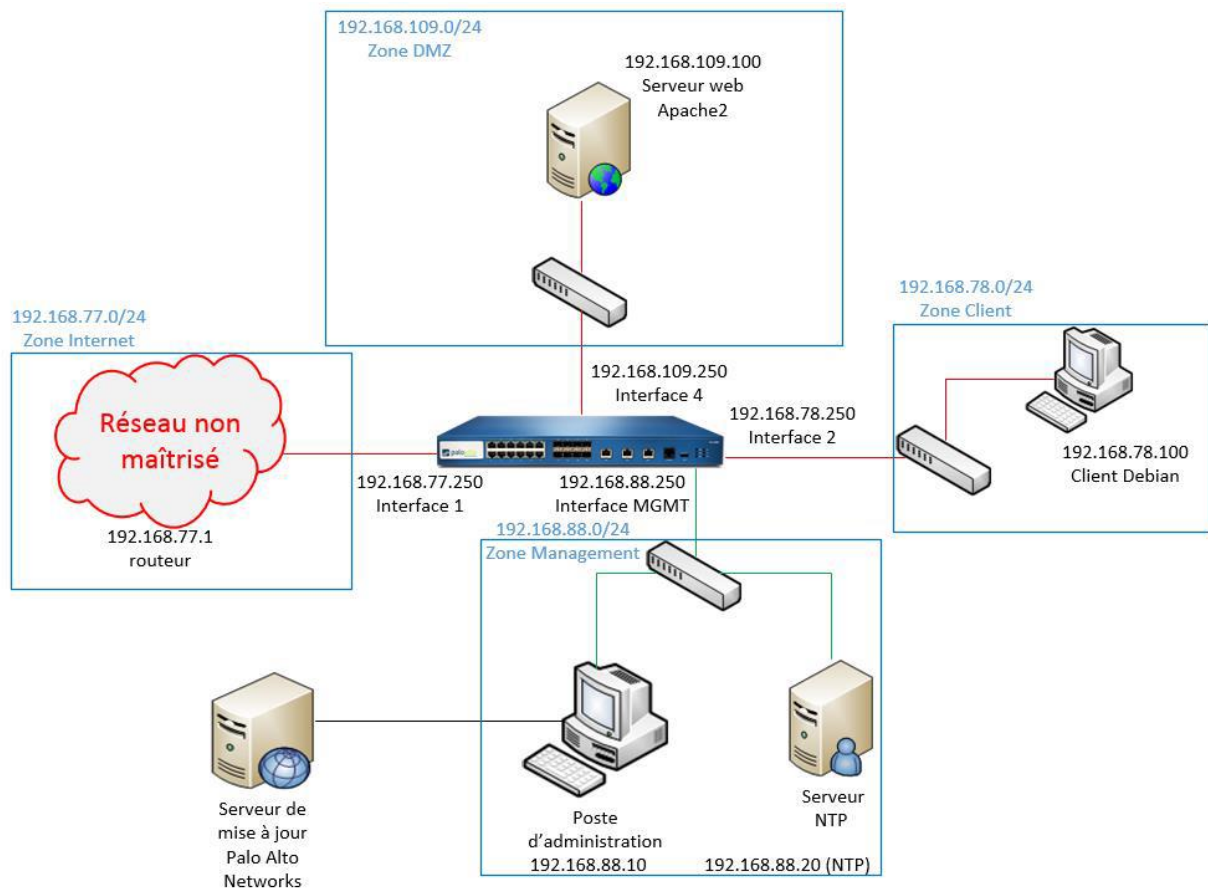 192.168.109.0/24
Zone DMZ
192.168.109.100
Serveur web
Apache2
192.168.77.0/24
Zone Internet
Réseau non
maîtrisé
192.168.77.1
routeur
192.168.109.250
Interface 4
192.168.78.0/24
Zone Client
192.168.78.250
Interface 2
192.168.78.100
Client Debian
paloalto
192.168.77.250
Interface 1
192.168.88.250
Interface MGMT
192.168.88.0/24
Zone Management
Serveur de
mise à jour
Palo Alto
Networks
Poste
d’administration
192.168.88.10
Serveur
NTP
192.168.88.20 (NTP)